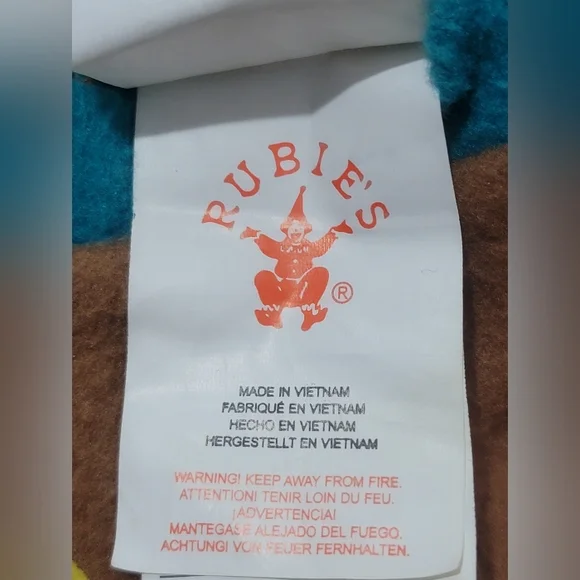 RUBIE'S
®
MADE IN VIETNAM
FABRIQUÉ EN VIETNAM
HECHO EN VIETNAM
HERGESTELLT EN VIETNAM
WARNING! KEEP AWAY FROM FIRE.
ATTENTION! TENIR LOIN DU FEU.
¡ADVERTENCIA!
MANTEGASE ALEJADO DEL FUEGO.
ACHTUNG! VON FEUER FERNHALTEN.